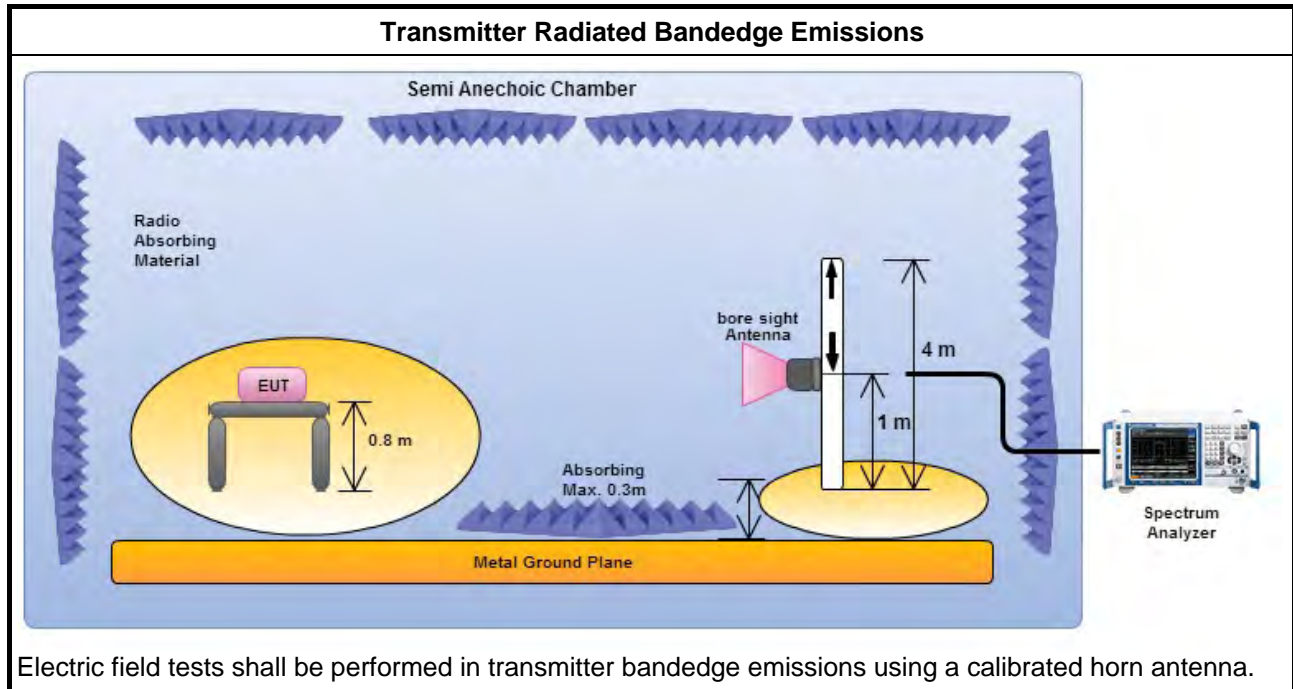 Transmitter Radiated Bandedge Emissions
Semi Anechoic Chamber
Radio
Absorbing
Material
bore sight
Antenna
4 m
EUT
1 m
0.8 m
Absorbing
Max. 0.3m
Spectrum
Analyzer
Metal Ground Plane
Electric field tests shall be performed in transmitter bandedge emissions using a calibrated horn antenna.